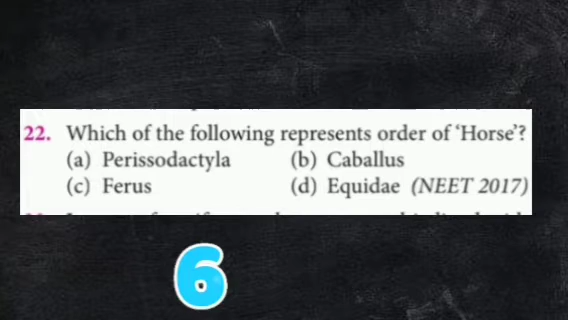 22. Which of the following represents order of ‘Horse’?
(a) Perissodactyla (b) Caballus
(c) Ferus (d) Equidae (NEET 2017)
6